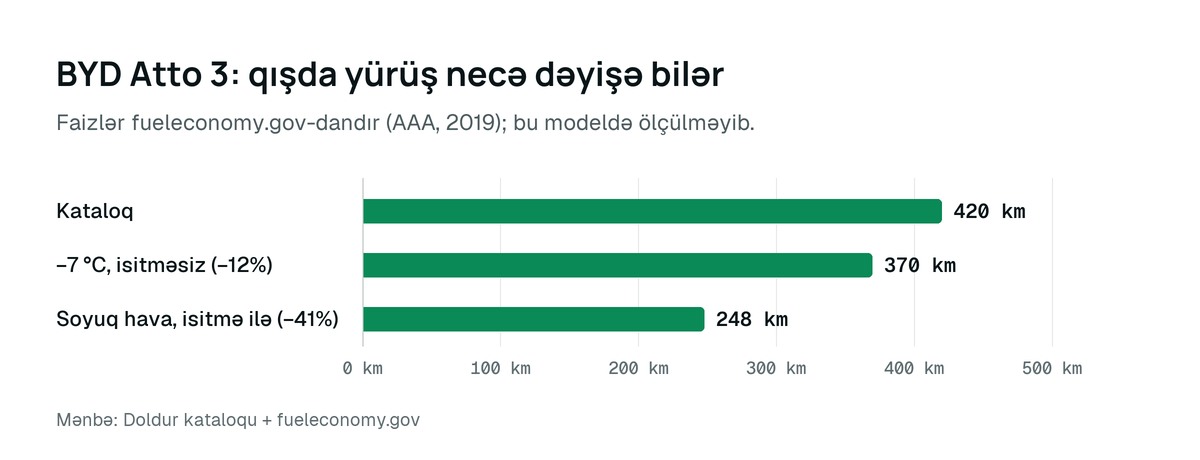 BYD Atto 3: qışda yürüş necə dəyişə bilər
Faizlər fueleconomy.gov-dandır (AAA, 2019); bu modeldə ölçülməyib.
Kataloq
420 km
−7 °C, isitməsiz (−12%)
370 km
Soyuq hava, isitmə ilə (−41%)
248 km
0 km 100 km 200 km 300 km 400 km 500 km
Mənbə: Doldur kataloqu + fueleconomy.gov